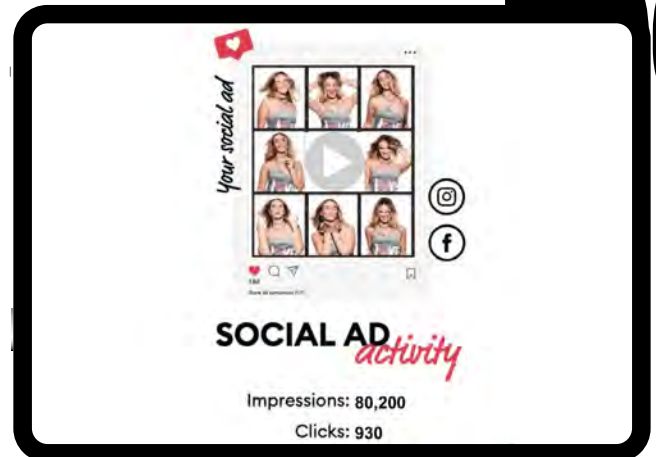 Your social ad
SOCIAL AD
activity
Impressions: 80,200
Clicks: 930